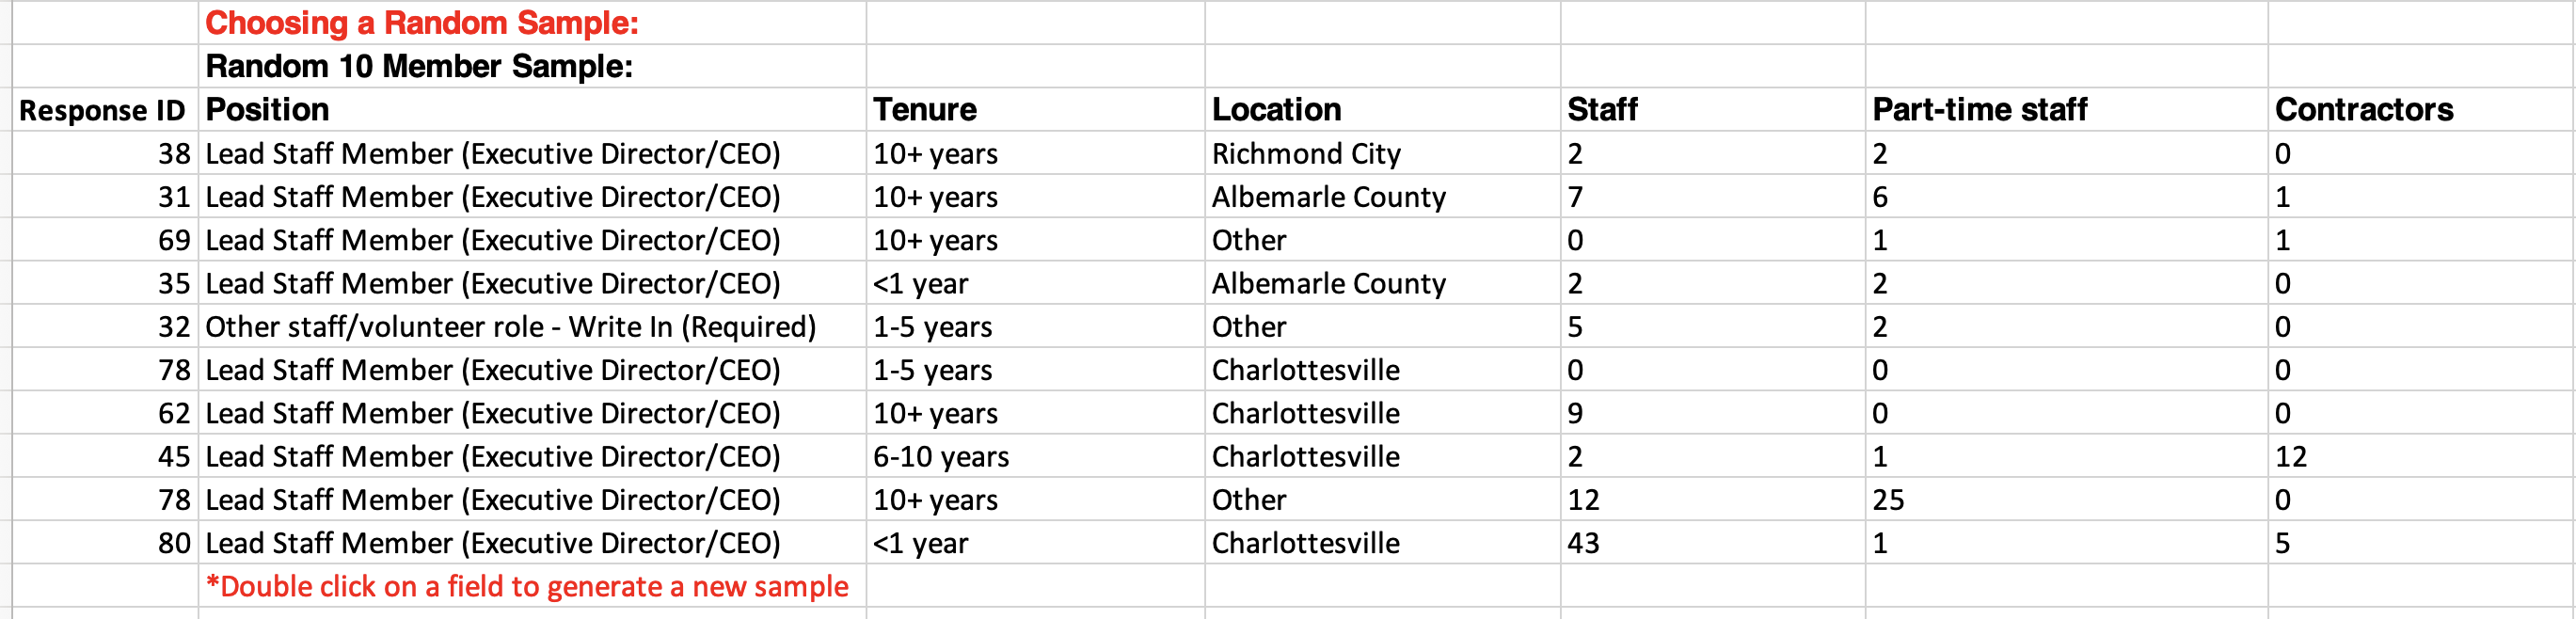 Choosing a Random Sample:
Random 10 Member Sample:
Response ID Position Tenure Location Staff Part-time staff Contractors
38 Lead Staff Member (Executive Director/CEO) 10+ years Richmond City 2 2 0
31 Lead Staff Member (Executive Director/CEO) 10+ years Albemarle County 7 6 1
69 Lead Staff Member (Executive Director/CEO) 10+ years Other 0 1 1
35 Lead Staff Member (Executive Director/CEO) <1 year Albemarle County 2 2 0
32 Other staff/volunteer role - Write In (Required) 1-5 years Other 5 2 0
78 Lead Staff Member (Executive Director/CEO) 1-5 years Charlottesville 0 0 0
62 Lead Staff Member (Executive Director/CEO) 10+ years Charlottesville 9 0 0
45 Lead Staff Member (Executive Director/CEO) 6-10 years Charlottesville 2 1 12
78 Lead Staff Member (Executive Director/CEO) 10+ years Other 12 25 0
80 Lead Staff Member (Executive Director/CEO) <1 year Charlottesville 43 1 5
*Double click on a field to generate a new sample